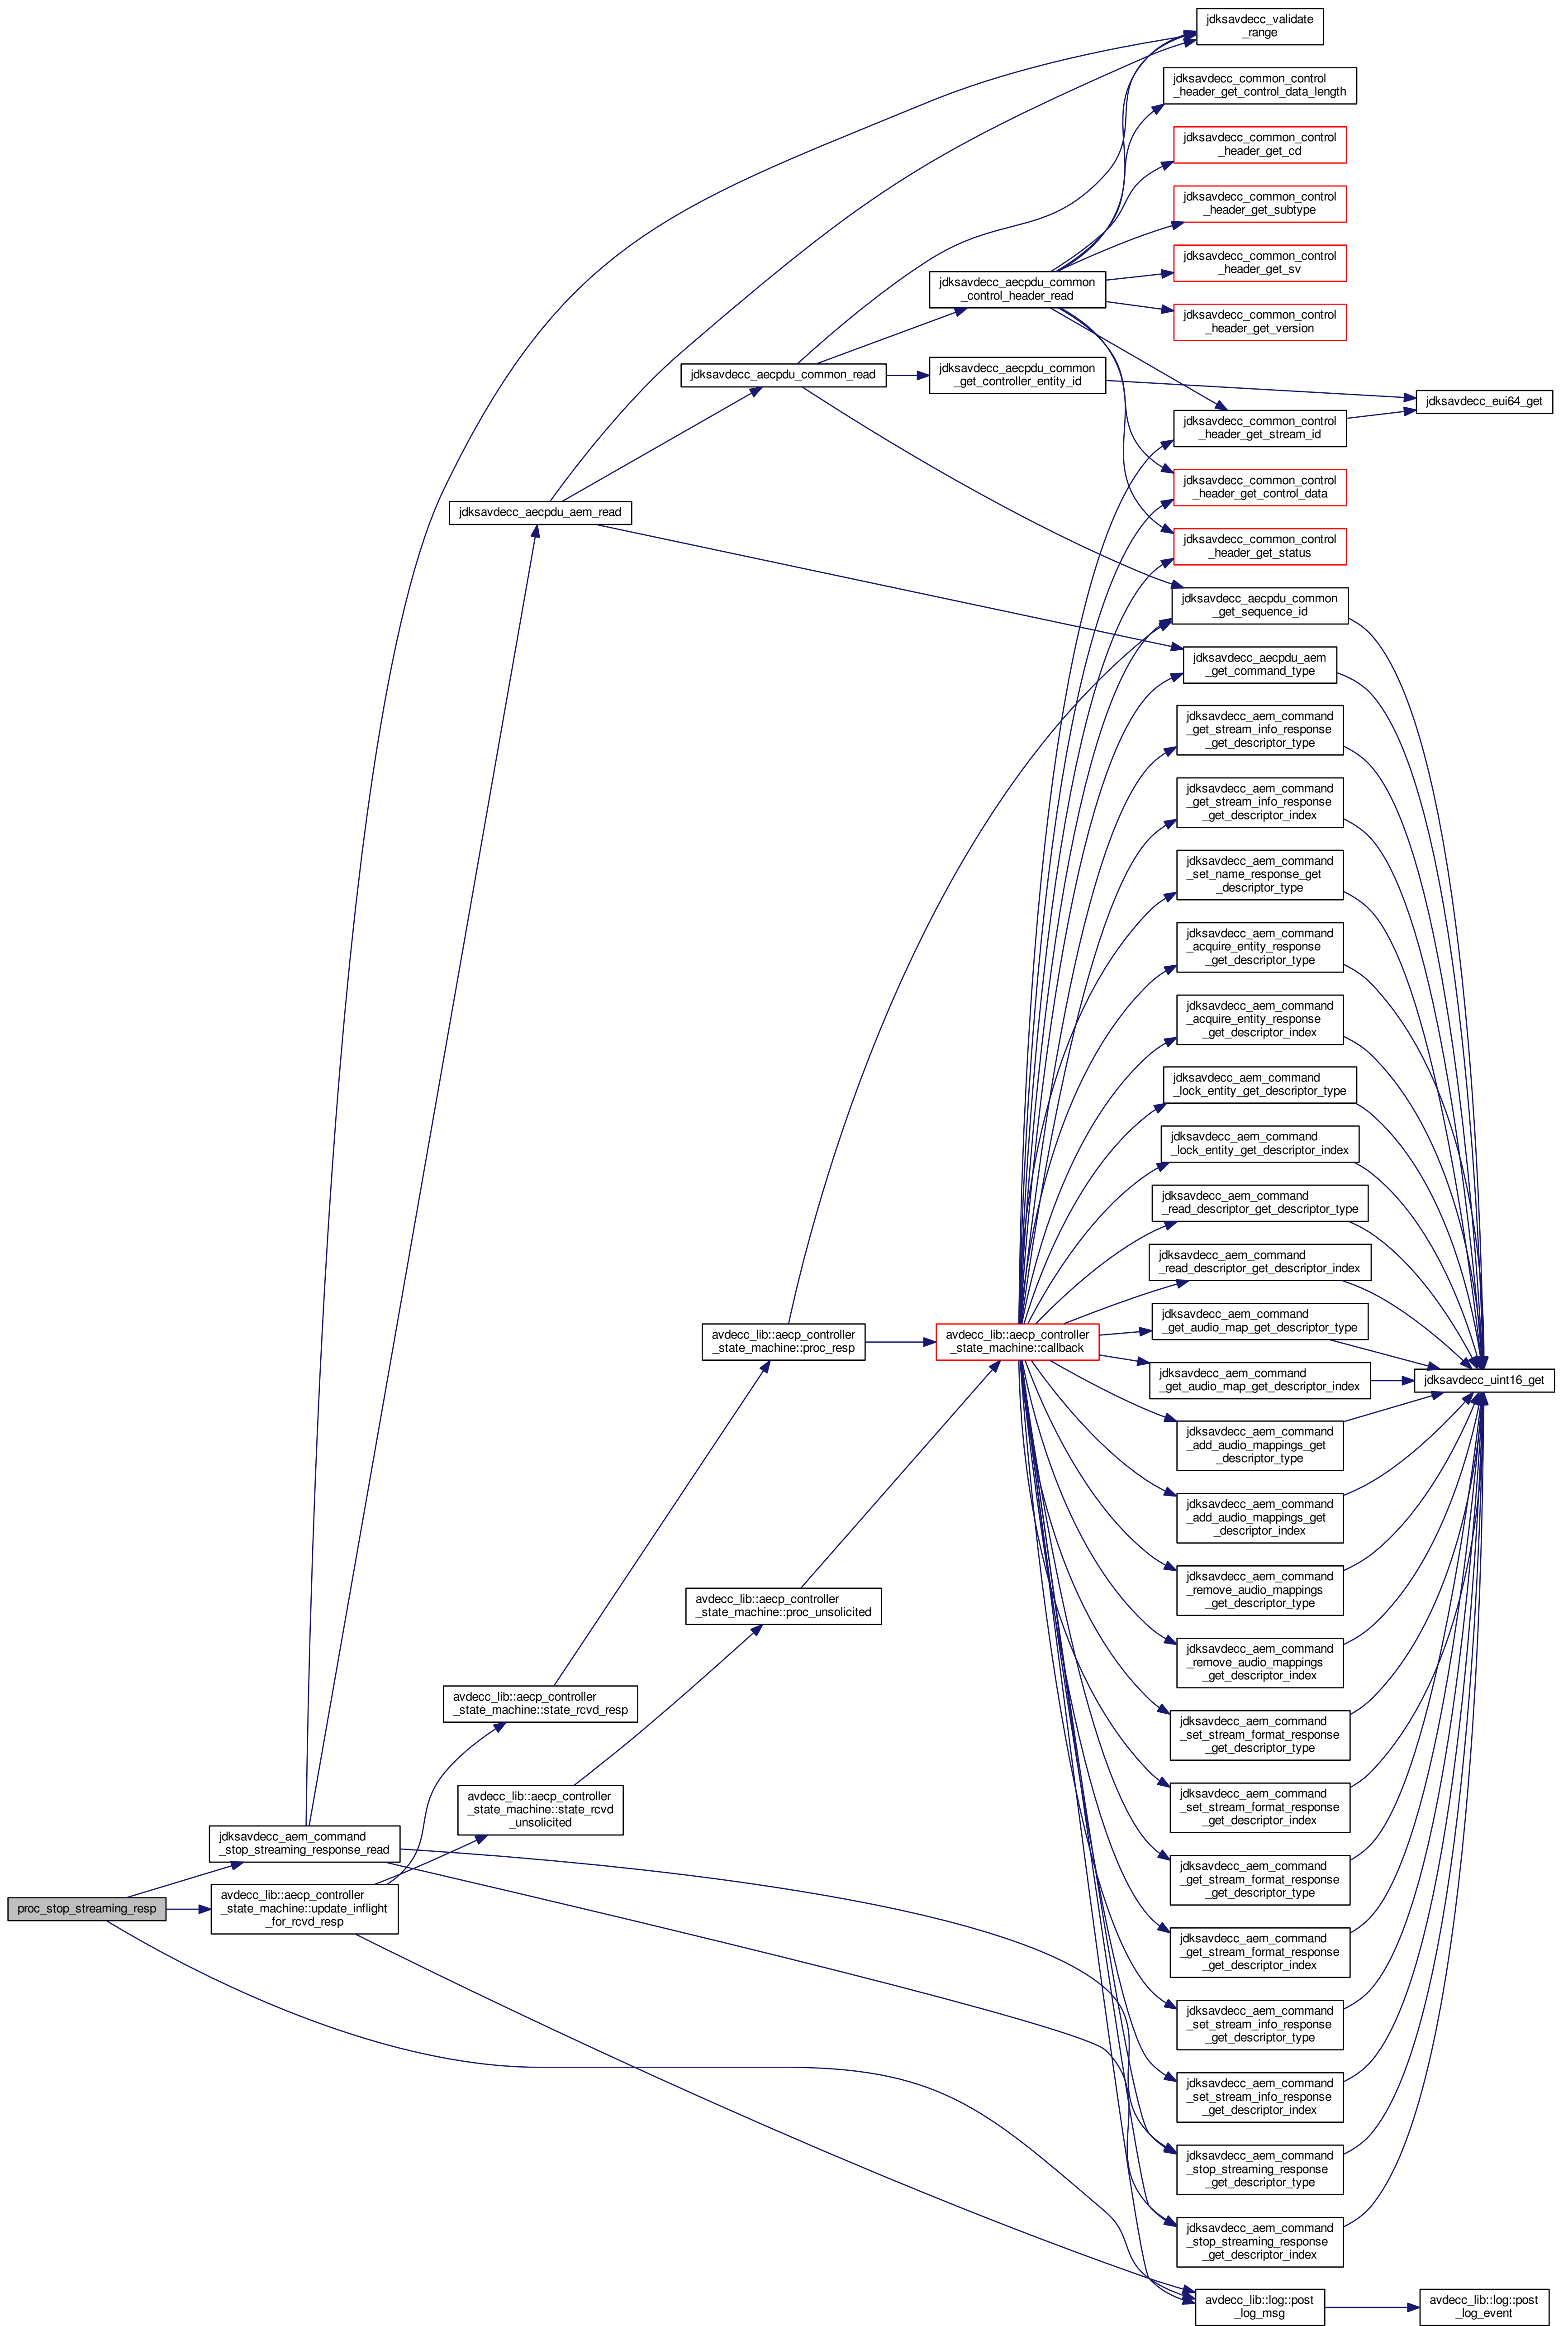 jdksavdecc_validate
_range
jdksavdecc_common_control
_header_get_control_data_length
jdksavdecc_common_control
_header_get_cd
jdksavdecc_common_control
_header_get_subtype
jdksavdecc_common_control
_header_get_sv
jdksavdecc_aecpdu_common
_control_header_read
jdksavdecc_common_control
_header_get_version
jdksavdecc_aecpdu_common_read
jdksavdecc_aecpdu_common
_get_controller_entity_id
jdksavdecc_eui64_get
jdksavdecc_common_control
_header_get_stream_id
jdksavdecc_common_control
_header_get_control_data
jdksavdecc_aecpdu_aem_read
jdksavdecc_common_control
_header_get_status
jdksavdecc_aecpdu_common
_get_sequence_id
jdksavdecc_aecpdu_aem
_get_command_type
jdksavdecc_aem_command
_get_stream_info_response
_get_descriptor_type
jdksavdecc_aem_command
_get_stream_info_response
_get_descriptor_index
jdksavdecc_aem_command
_set_name_response_get
_descriptor_type
jdksavdecc_aem_command
_acquire_entity_response
_get_descriptor_type
jdksavdecc_aem_command
_acquire_entity_response
_get_descriptor_index
jdksavdecc_aem_command
_lock_entity_get_descriptor_type
jdksavdecc_aem_command
_lock_entity_get_descriptor_index
jdksavdecc_aem_command
_read_descriptor_get_descriptor_type
jdksavdecc_aem_command
_read_descriptor_get_descriptor_index
avdecc_lib::aecp_controller
_state_machine::proc_resp
avdecc_lib::aecp_controller
_state_machine::callback
jdksavdecc_aem_command
_get_audio_map_get_descriptor_type
jdksavdecc_aem_command
_get_audio_map_get_descriptor_index
jdksavdecc_uint16_get
jdksavdecc_aem_command
_add_audio_mappings_get
_descriptor_type
jdksavdecc_aem_command
_add_audio_mappings_get
_descriptor_index
jdksavdecc_aem_command
_remove_audio_mappings
_get_descriptor_type
avdecc_lib::aecp_controller
_state_machine::proc_unsolicited
jdksavdecc_aem_command
_remove_audio_mappings
_get_descriptor_index
avdecc_lib::aecp_controller
_state_machine::state_rcvd_resp
jdksavdecc_aem_command
_set_stream_format_response
_get_descriptor_type
avdecc_lib::aecp_controller
_state_machine::state_rcvd
_unsolicited
jdksavdecc_aem_command
_set_stream_format_response
_get_descriptor_index
jdksavdecc_aem_command
_stop_streaming_response_read
jdksavdecc_aem_command
_get_stream_format_response
_get_descriptor_type
proc_stop_streaming_resp
avdecc_lib::aecp_controller
_state_machine::update_inflight
_for_rcvd_resp
jdksavdecc_aem_command
_get_stream_format_response
_get_descriptor_index
jdksavdecc_aem_command
_set_stream_info_response
_get_descriptor_type
jdksavdecc_aem_command
_set_stream_info_response
_get_descriptor_index
jdksavdecc_aem_command
_stop_streaming_response
_get_descriptor_type
jdksavdecc_aem_command
_stop_streaming_response
_get_descriptor_index
avdecc_lib::log::post
_log_msg
avdecc_lib::log::post
_log_event